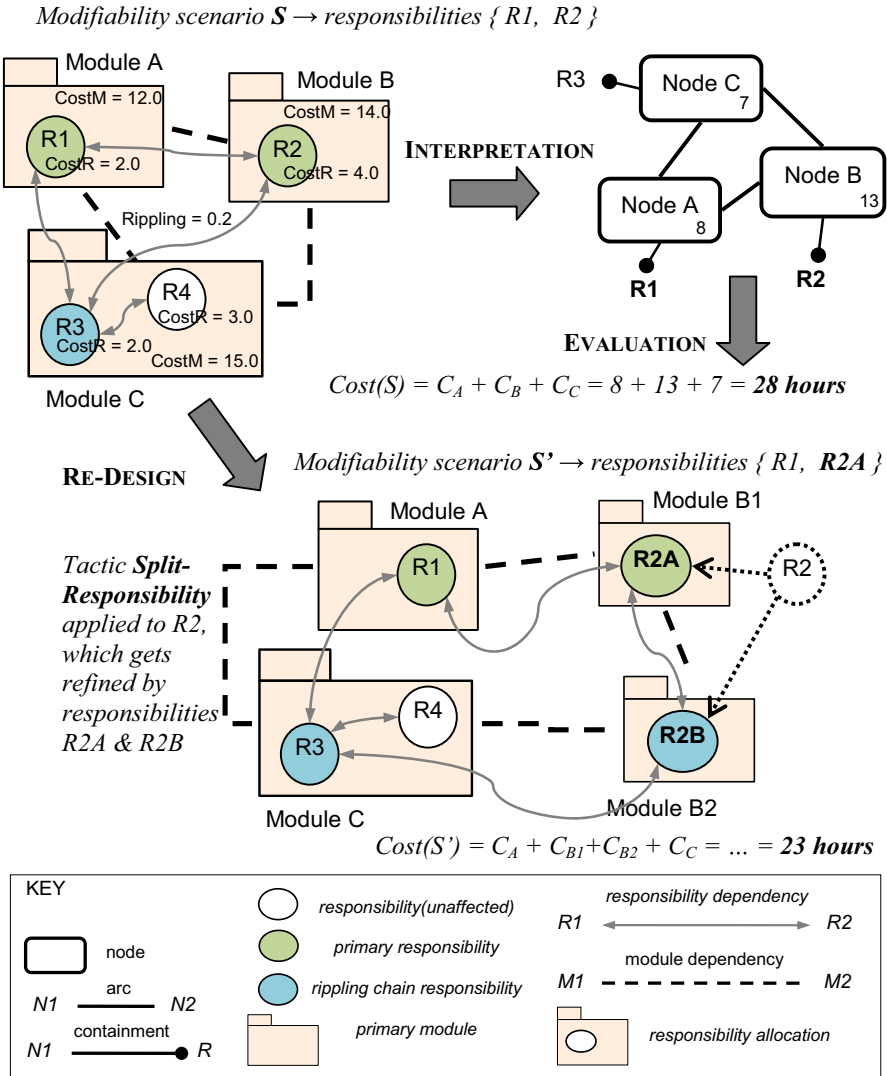 Modifiability scenario S → responsibilities { R1, R2 }
Module A
CostM = 12.0
R1
CostR = 2.0
Module B
CostM = 14.0
R2
CostR = 4.0
Rippling = 0.2
R4
CostR = 3.0
R3
CostR = 2.0
CostM = 15.0
Module C
INTERPRETATION
R3
Node C
7
Node B
13
Node A
8
R1
R2
EVALUATION
Cost(S) = CA + CB + CC = 8 + 13 + 7 = 28 hours
RE-DESIGN
Modifiability scenario S’ → responsibilities { R1, R2A }
Tactic Split-
Responsibility
applied to R2,
which gets
refined by
responsibilities
R2A & R2B
Module A
R1
Module B1
R2A
R2
R4
R3
Module C
R2B
Module B2
Cost(S’) = CA + CB1+CB2 + CC = ... = 23 hours
KEY
node
N1 arc N2
containment
N1 R
responsibility(unaffected)
primary responsibility
rippling chain responsibility
primary module
responsibility dependency
R1 R2
module dependency
M1 M2
responsibility allocation